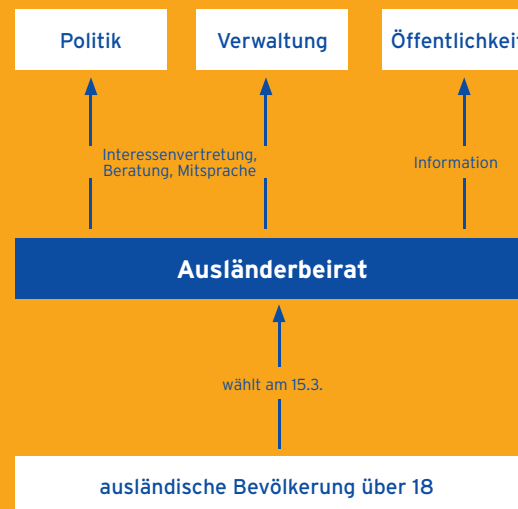 Politik
Verwaltung
Öffentlichkeit
Interessenvertretung,
Beratung, Mitsprache
Information
Ausländerbeirat
wählt am 15.3.
ausländische Bevölkerung über 18